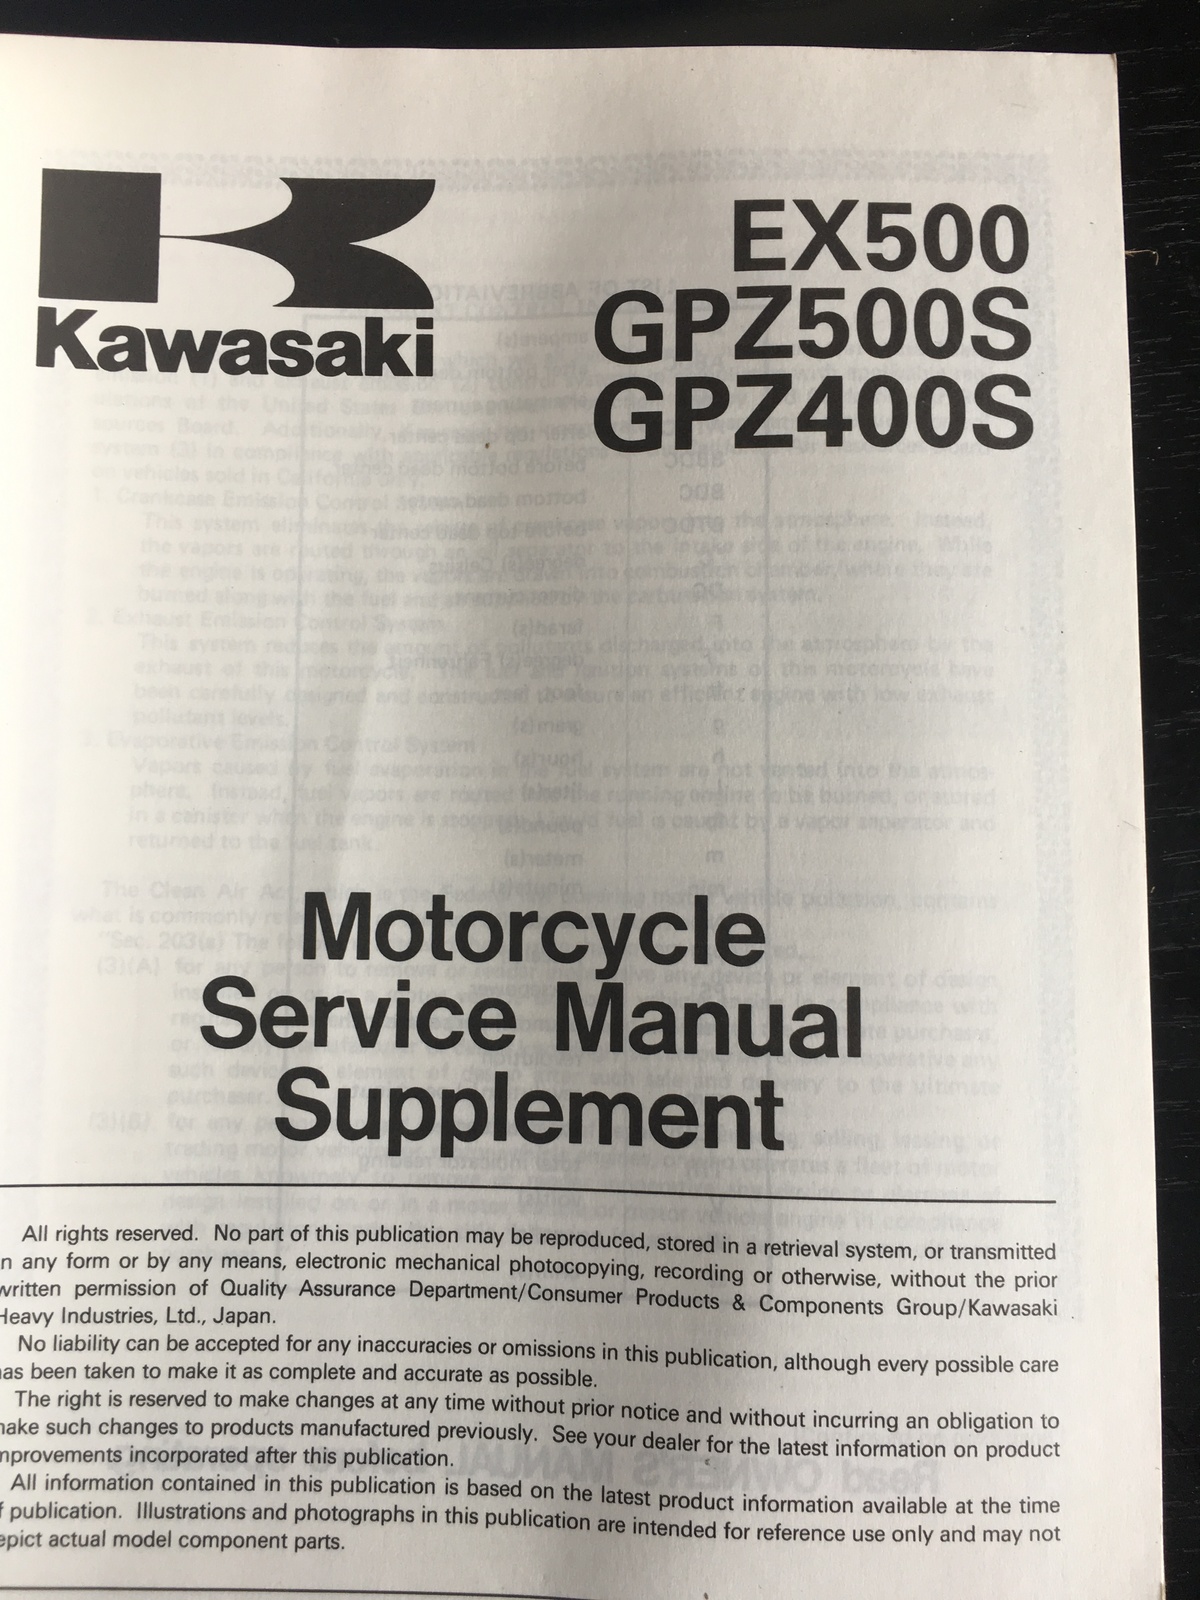 Kawasaki
EX500
GPZ500S
GPZ400S
Motorcycle
Service Manual
Supplement
All rights reserved. No part of this publication may be reproduced, stored in a retrieval system, or transmitted
n any form or by any means, electronic mechanical photocopying, recording or otherwise, without the prior
written permission of Quality Assurance Department/Consumer Products & Components Group/Kawasaki
Heavy Industries, Ltd., Japan.
No liability can be accepted for any inaccuracies or omissions in this publication, although every possible care
as been taken to make it as complete and accurate as possible.
The right is reserved to make changes at any time without prior notice and without incurring an obligation to
ake such changes to products manufactured previously. See your dealer for the latest information on product
mprovements incorporated after this publication.
All information contained in this publication is based on the latest product information available at the time
f publication. Illustrations and photographs in this publication are intended for reference use only and may not
epict actual model component parts.